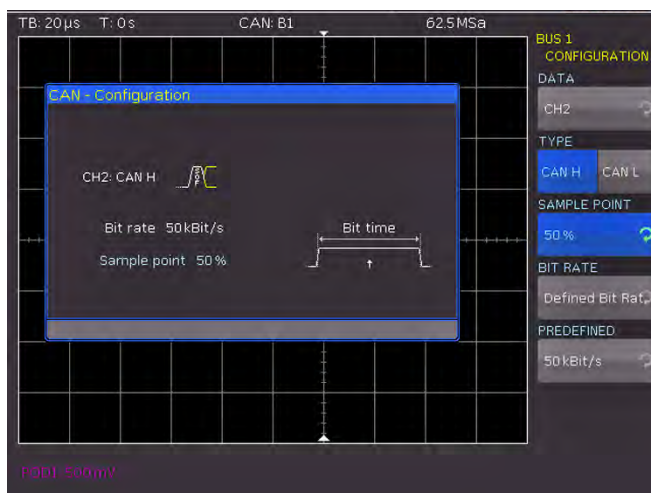 TB: 20µs T: 0s CAN: B1 62.5MSa
BUS 1
CONFIGURATION
DATA
CH2
TYPE
CAN H CAN L
SAMPLE POINT
50 %
BIT RATE
Defined Bit Rat
PREDEFINED
50 kBit/s
CAN - Configuration
CH2: CAN H SOF
Bit rate 50 kBit/s
Sample point 50 %
Bit time